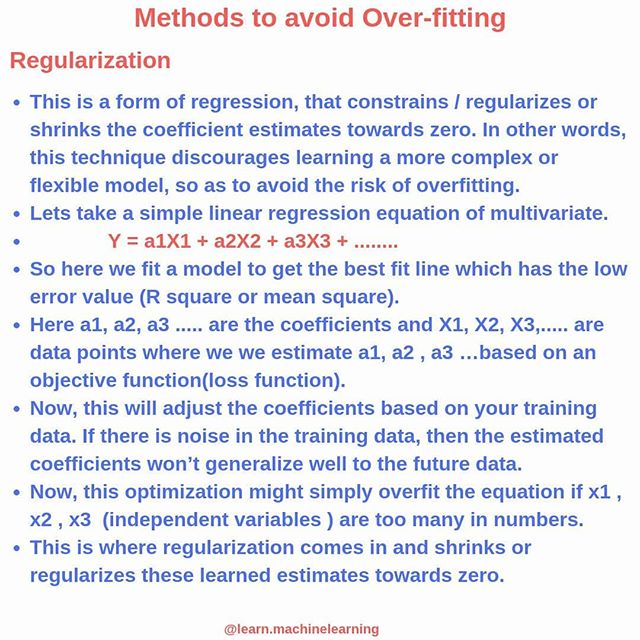 Methods to avoid Over-fitting
Regularization
• This is a form of regression, that constrains / regularizes or
shrinks the coefficient estimates towards zero. In other words,
this technique discourages learning a more complex or
flexible model, so as to avoid the risk of overfitting.
• Lets take a simple linear regression equation of multivariate.
• Y = a1X1 + a2X2 + a3X3 + ........
• So here we fit a model to get the best fit line which has the low
error value (R square or mean square).
• Here a1, a2, a3 ..... are the coefficients and X1, X2, X3,..... are
data points where we we estimate a1, a2 , a3 …based on an
objective function(loss function).
• Now, this will adjust the coefficients based on your training
data. If there is noise in the training data, then the estimated
coefficients won’t generalize well to the future data.
• Now, this optimization might simply overfit the equation if x1 ,
x2 , x3  (independent variables ) are too many in numbers.
• This is where regularization comes in and shrinks or
regularizes these learned estimates towards zero.
@learn.machinelearning